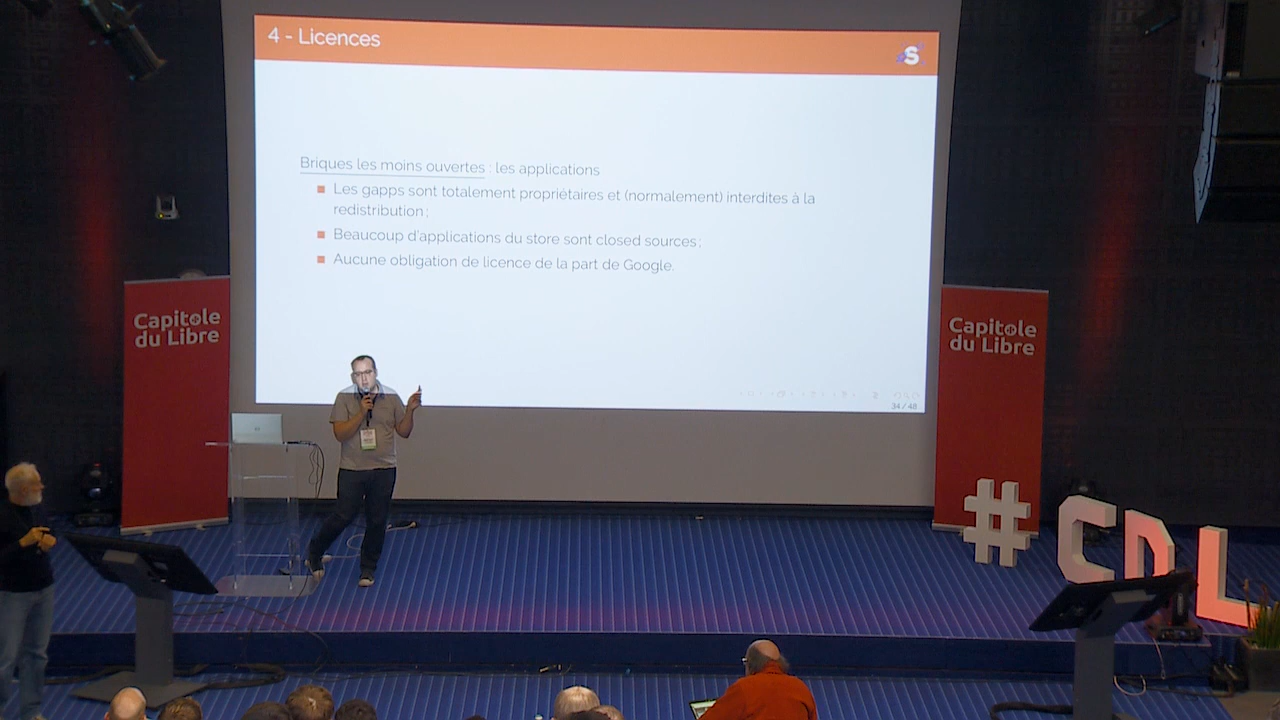 4 - Licences
S
Briques les moins ouvertes : les applications
Les gapps sont totalement propriétaires et (normalement) interdites à la
redistribution ;
Beaucoup d'applications du store sont closed sources ;
Aucune obligation de licence de la part de Google.
34 / 48
Capitole
du Libre
Capitole
du Libre
#CDL